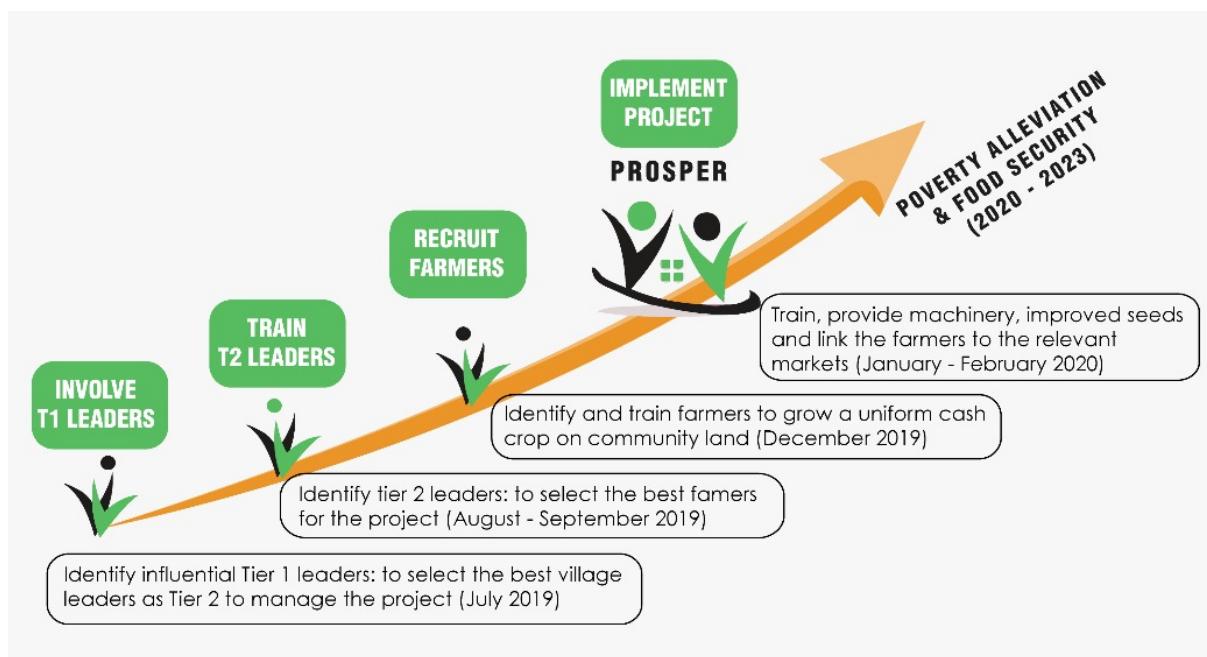 IMPLEMENT
PROJECT
PROSPER
POVERTY ALLEVIATION
& FOOD SECURITY
(2020 - 2023)
RECRUIT
FARMERS
TRAIN
T2 LEADERS
INVOLVE
T1 LEADERS
Train, provide machinery, improved seeds
and link the farmers to the relevant
markets (January - February 2020)
Identify and train farmers to grow a uniform cash
crop on community land (December 2019)
Identify tier 2 leaders: to select the best famers
for the project (August - September 2019)
Identify influential Tier 1 leaders: to select the best village
leaders as Tier 2 to manage the project (July 2019)